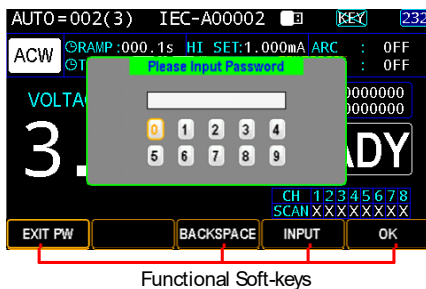 AUTO=002(3) IEC-A00002 KEY 232
ACW RAMP:000.1s HI SET:1.000mA ARC : OFF
: OFF
Please Input Password
VOLTA
0000000
0000000
0 1 2 3 4
3. ADY
5 6 7 8 9
CH 1 2 3 4 5 6 7 8
SCAN X X X X X X X X
EXIT PW BACKSPACE INPUT OK
Functional Soft-keys